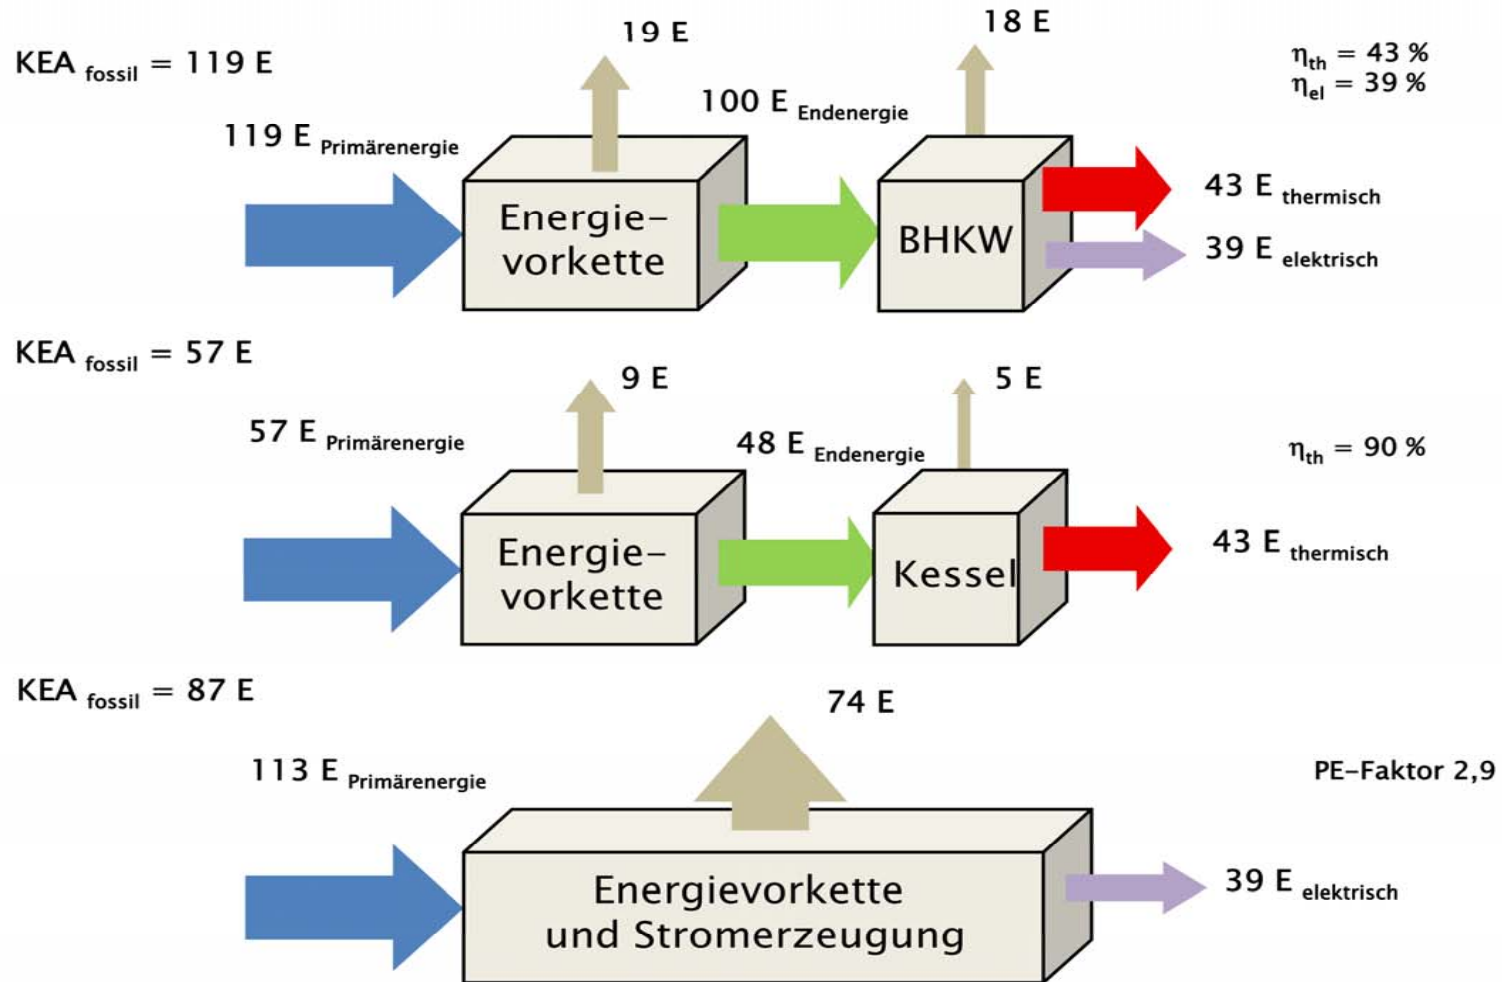 19 E
18 E
KEA fossil = 119 E
ηth = 43 %
ηel = 39 %
100 E Endenergie
119 E Primärenergie
Energie–
vorkette
BHKW
43 E thermisch
39 E elektrisch
KEA fossil = 57 E
9 E
5 E
57 E Primärenergie
48 E Endenergie
ηth = 90 %
Energie–
vorkette
Kessel
43 E thermisch
KEA fossil = 87 E
74 E
113 E Primärenergie
PE–Faktor 2,9
Energievorkette
und Stromerzeugung
39 E elektrisch